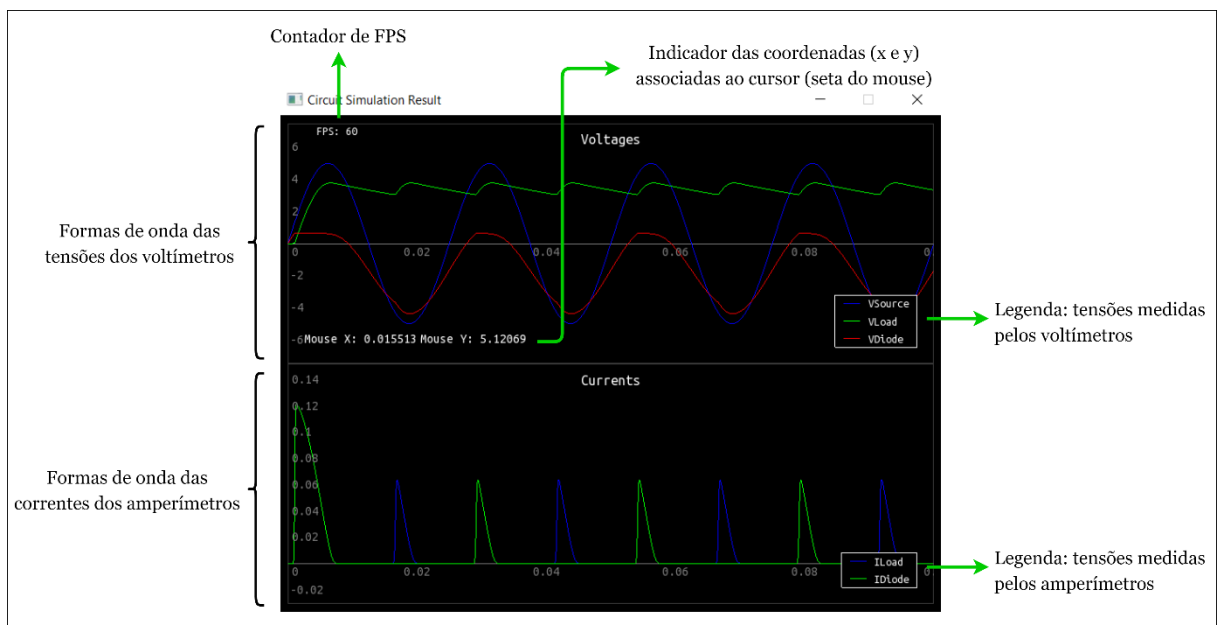 Contador de FPS
Indicador das coordenadas (x e y)
associadas ao cursor (seta do mouse)
Circuit Simulation Result
FPS: 60
Voltages
6
4
2
0
0.02
0.04
0.06
0.08
0.
-2
-4
-6
Mouse X: 0.015513 Mouse Y: 5.12069
VSource
VLoad
VDiode
Formas de onda das
tensões dos voltímetros
Legenda: tensões medidas
pelos voltímetros
Currents
0.14
0.12
0.1
0.08
0.06
0.04
0.02
0
0.02
0.04
0.06
0.08
0.
-0.02
ILoad
IDiode
Formas de onda das
correntes dos amperímetros
Legenda: tensões medidas
pelos amperímetros